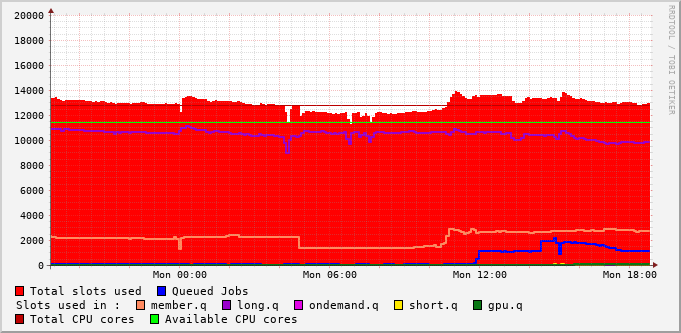 20000
18000
16000
14000
12000
10000
8000
6000
4000
2000
0
Mon 00:00 Mon 06:00 Mon 12:00 Mon 18:00
RRDTOOL / TOBI OETIKER
Total slots used Queued Jobs
Slots used in : member.q long.q ondemand.q short.q gpu.q
Total CPU cores Available CPU cores